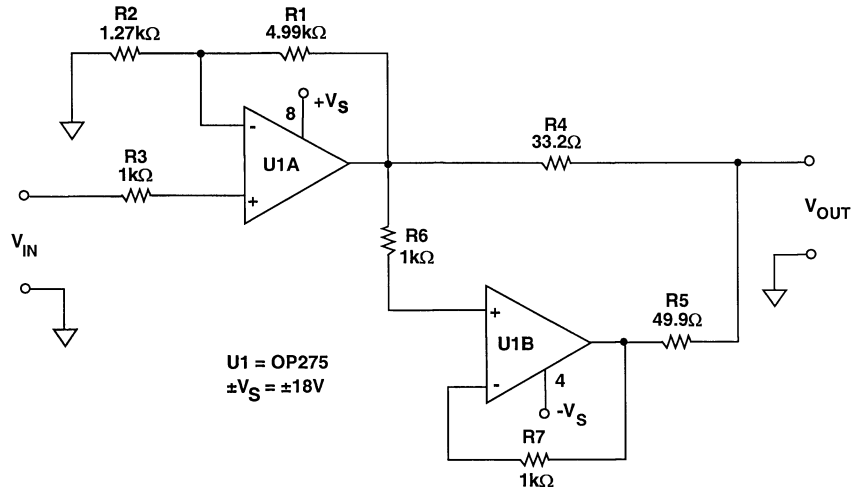 R2
1.27kΩ
R1
4.99kΩ
8
+VS
-
U1A
+
R3
1kΩ
VIN
R4
33.2Ω
VOUT
R6
1kΩ
+
U1B
-
4
-VS
R5
49.9Ω
R7
1kΩ
U1 = OP275
±VS = ±18V